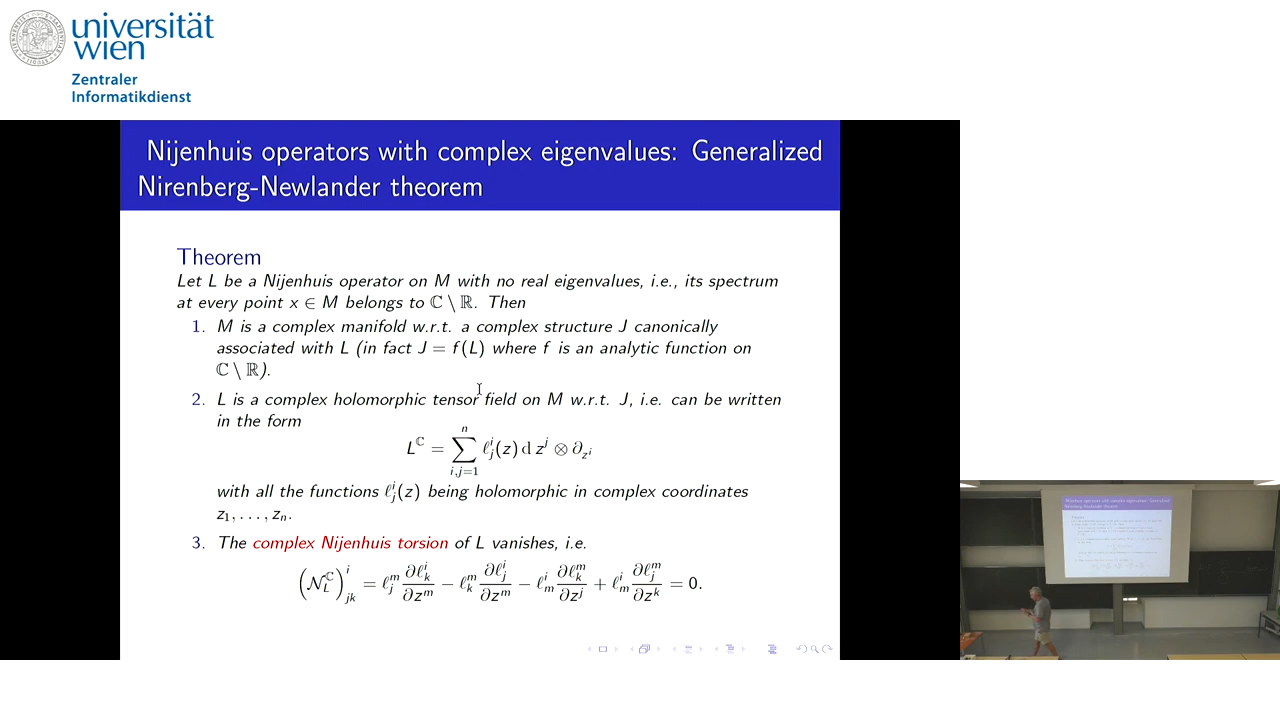 universität
wien
Zentraler
Informatikdienst
Nijenhuis operators with complex eigenvalues: Generalized
Nirenberg-Newlander theorem
Theorem
Let L be a Nijenhuis operator on M with no real eigenvalues, i.e., its spectrum
at every point x ∈ M belongs to ℂ \ ℝ. Then
1. M is a complex manifold w.r.t. a complex structure J canonically
associated with L (in fact J = f(L) where f is an analytic function on
ℂ \ ℝ).
2. L is a complex holomorphic tensor field on M w.r.t. J, i.e. can be written
in the form
L^ℂ = ∑_{i,j=1}^{n} ℓ^i_j(z) d z^j ⊗ ∂_{z^i}
with all the functions ℓ^i_j(z) being holomorphic in complex coordinates
z_1, . . . , z_n.
3. The complex Nijenhuis torsion of L vanishes, i.e.
(𝒩_L^ℂ)^i_{jk} = ℓ^m_j ∂ℓ^i_k/∂z^m − ℓ^m_k ∂ℓ^i_j/∂z^m − ℓ^i_m ∂ℓ^m_k/∂z^j + ℓ^i_m ∂ℓ^m_j/∂z^k = 0.